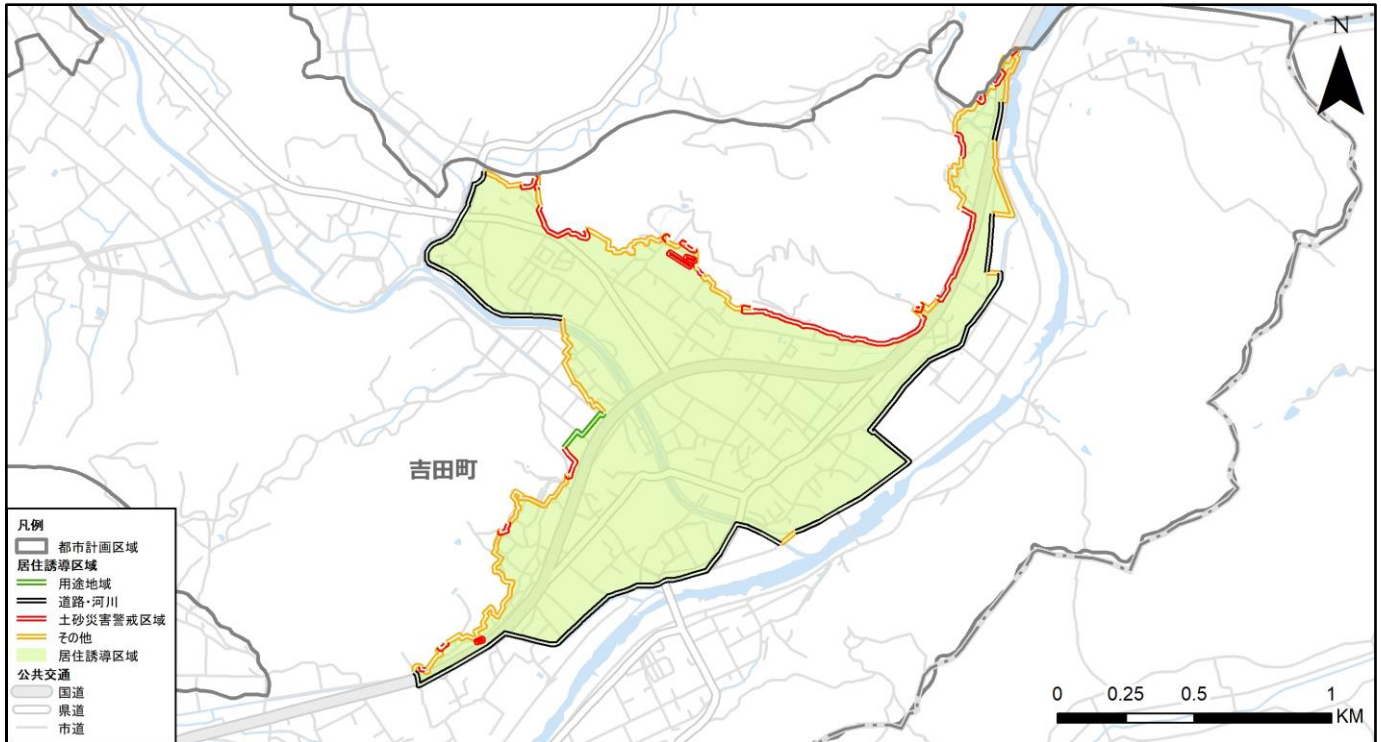 N
吉田町
凡例
都市計画区域
居住誘導区域
用途地域
道路・河川
土砂災害警戒区域
その他
居住誘導区域
公共交通
国道
県道
市道
0 0.25 0.5 1
KM